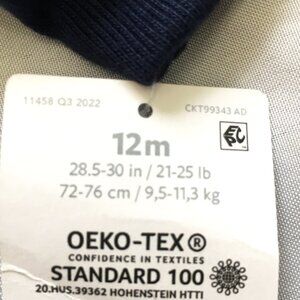 11458 Q3 2022
CKT99343 AD
EPC
12m
28.5-30 in / 21-25 lb
72-76 cm / 9,5-11,3 kg
OEKO-TEX®
CONFIDENCE IN TEXTILES
STANDARD 100
20.HUS.39362 HOHENSTEIN HTTI